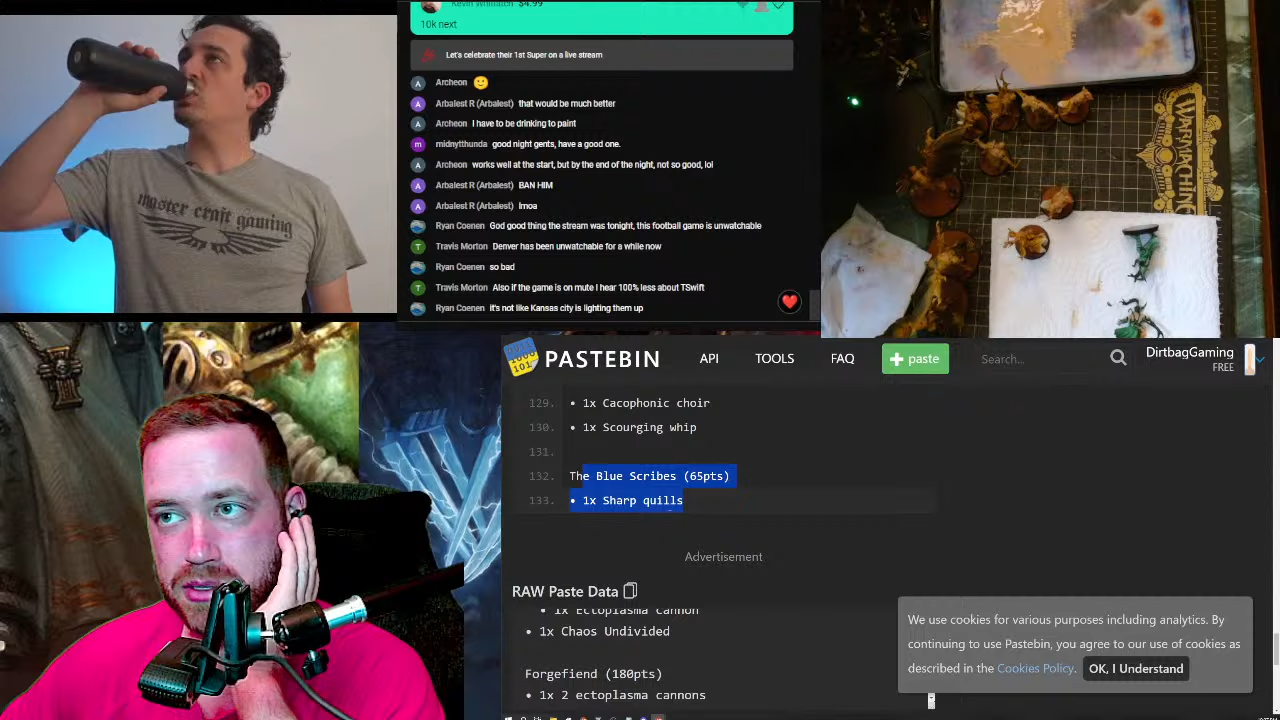 master craft gaming
Kevin Whitlatch $4.99
10k next
Let's celebrate their 1st Super on a live stream
A Archeon 🙂
A Arbalest R (Arbalest) that would be much better
A Archeon I have to be drinking to paint
m midnytthunda good night gents, have a good one.
A Archeon works well at the start, but by the end of the night, not so good, lol
A Arbalest R (Arbalest) BAN HIM
A Arbalest R (Arbalest) lmoa
Ryan Coenen God good thing the stream was tonight, this football game is unwatchable
T Travis Morton Denver has been unwatchable for a while now
Ryan Coenen so bad
T Travis Morton Also if the game is on mute I hear 100% less about TSwift
Ryan Coenen it's not like Kansas city is lighting them up
WARMACHINE
PASTEBIN API TOOLS FAQ + paste Search... DirtbagGaming
FREE
129. • 1x Cacophonic choir
130. • 1x Scourging whip
131.
132. The Blue Scribes (65pts)
133. • 1x Sharp quills
Advertisement
RAW Paste Data
• 1x Ectoplasma cannon
• 1x Chaos Undivided
Forgefiend (180pts)
• 1x 2 ectoplasma cannons
We use cookies for various purposes including analytics. By
continuing to use Pastebin, you agree to our use of cookies as
described in the Cookies Policy. OK, I Understand